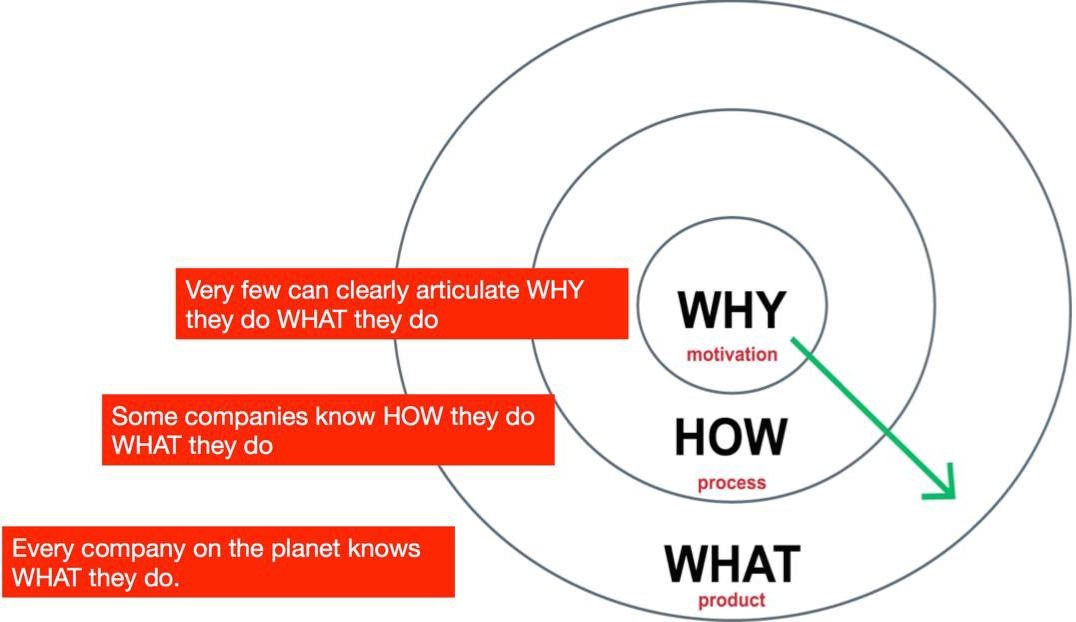 Very few can clearly articulate WHY
they do WHAT they do
WHY
motivation
Some companies know HOW they do
WHAT they do
HOW
process
Every company on the planet knows
WHAT they do.
WHAT
product